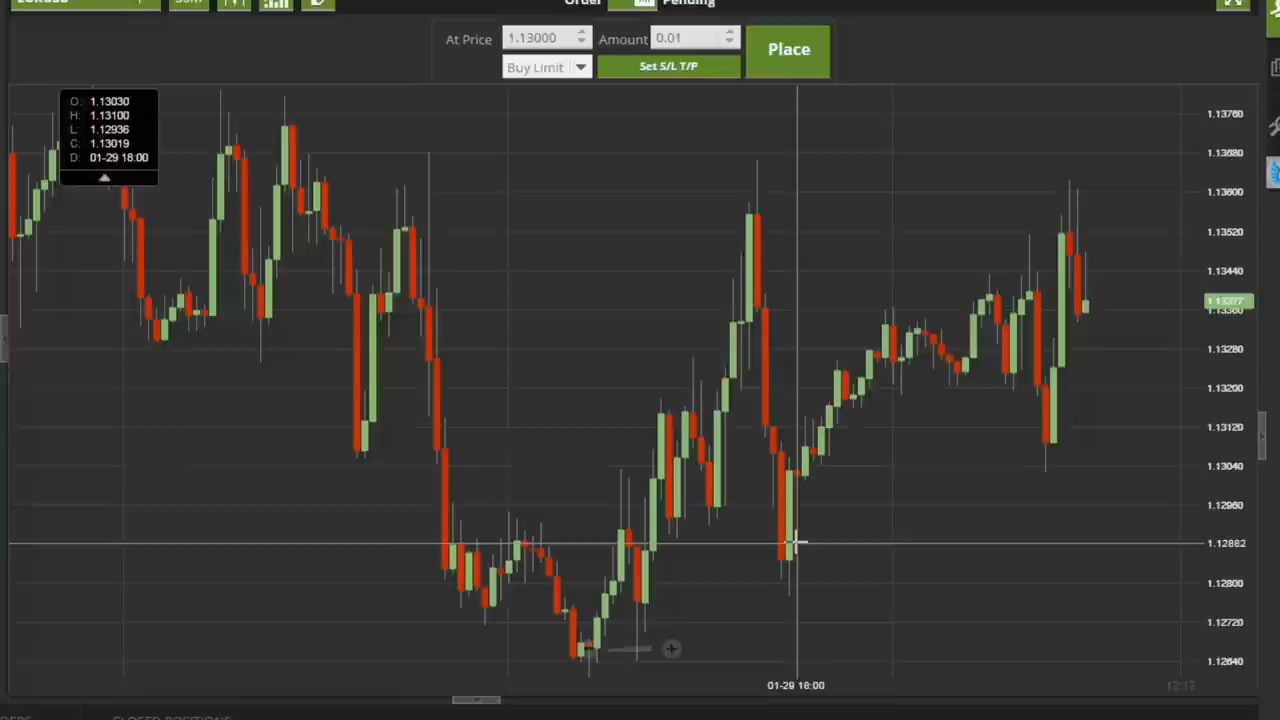 Order Pending
At Price 1.13000 Amount 0.01 Place
Buy Limit Set S/L T/P
O: 1.13030
H: 1.13100
L: 1.12936
C: 1.13019
D: 01-29 18:00
1.13760
1.13680
1.13600
1.13520
1.13440
1.13377
1.13360
1.13280
1.13200
1.13120
1.13040
1.12960
1.12882
1.12800
1.12720
1.12640
01-29 18:00
12:12
CLOSED POSITIONS